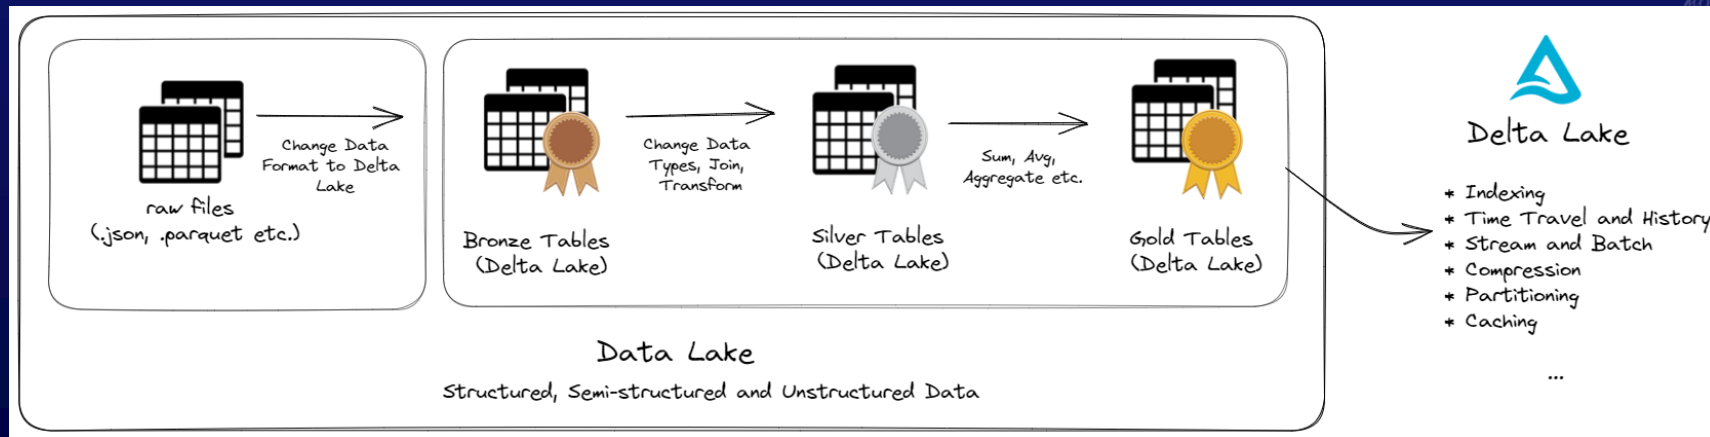 Change Data
Format to Delta
Lake
raw files
(.json, .parquet etc.)
Change Data
Types, Join,
Transform
Bronze Tables
(Delta Lake)
Sum, Avg,
Aggregate etc.
Silver Tables
(Delta Lake)
Gold Tables
(Delta Lake)
Data Lake
Structured, Semi-structured and Unstructured Data
Delta Lake
* Indexing
* Time Travel and History
* Stream and Batch
* Compression
* Partitioning
* Caching
...